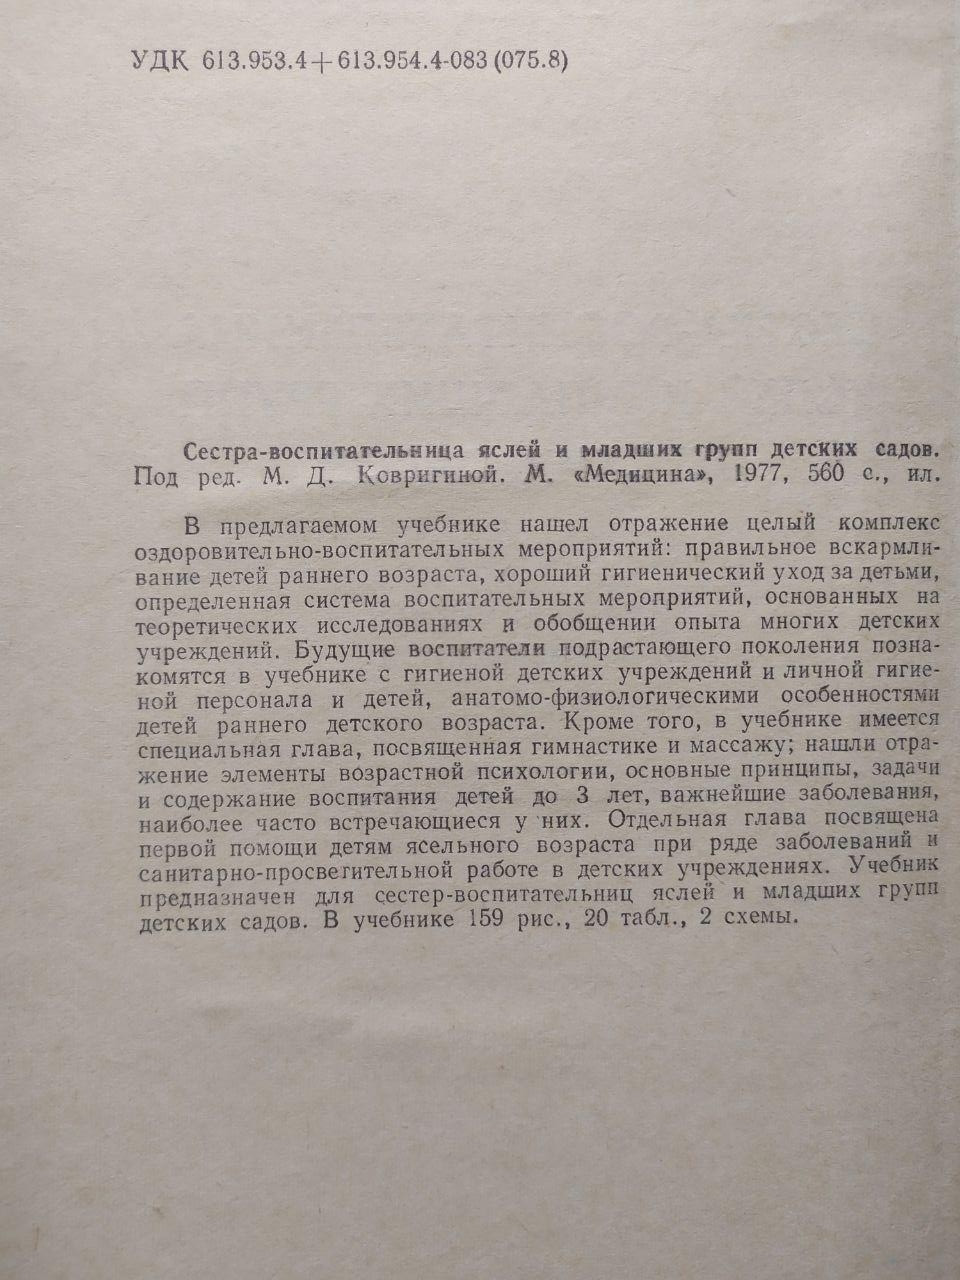 УДК 613.953.4+613.954.4-083 (075.8)
Сестра-воспитательница яслей и младших групп детских садов.
Под ред. М. Д. Ковригиной. М. «Медицина», 1977, 560 с., ил.
В предлагаемом учебнике нашел отражение целый комплекс
оздоровительно-воспитательных мероприятий: правильное вскармли-
вание детей раннего возраста, хороший гигиенический уход за детьми,
определенная система воспитательных мероприятий, основанных на
теоретических исследованиях и обобщении опыта многих детских
учреждений. Будущие воспитатели подрастающего поколения позна-
комятся в учебнике с гигиеной детских учреждений и личной гигие-
ной персонала и детей, анатомо-физиологическими особенностями
детей раннего детского возраста. Кроме того, в учебнике имеется
специальная глава, посвященная гимнастике и массажу; нашли отра-
жение элементы возрастной психологии, основные принципы, задачи
и содержание воспитания детей до 3 лет, важнейшие заболевания,
наиболее часто встречающиеся у них. Отдельная глава посвящена
первой помощи детям ясельного возраста при ряде заболеваний и
санитарно-просветительной работе в детских учреждениях. Учебник
предназначен для сестер-воспитательниц яслей и младших групп
детских садов. В учебнике 159 рис., 20 табл., 2 схемы.